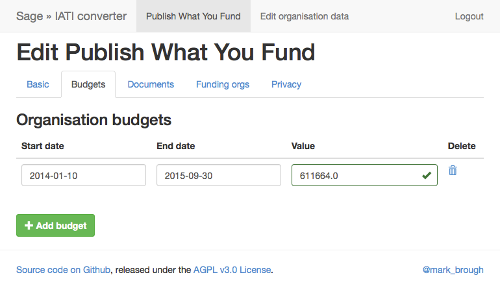 Sage » IATI converter Publish What You Fund Edit organisation data Logout
Edit Publish What You Fund
Basic Budgets Documents Funding orgs Privacy
Organisation budgets
Start date End date Value Delete
2014-01-10 2015-09-30 611664.0
+ Add budget
Source code on Github, released under the AGPL v3.0 License. @mark_brough